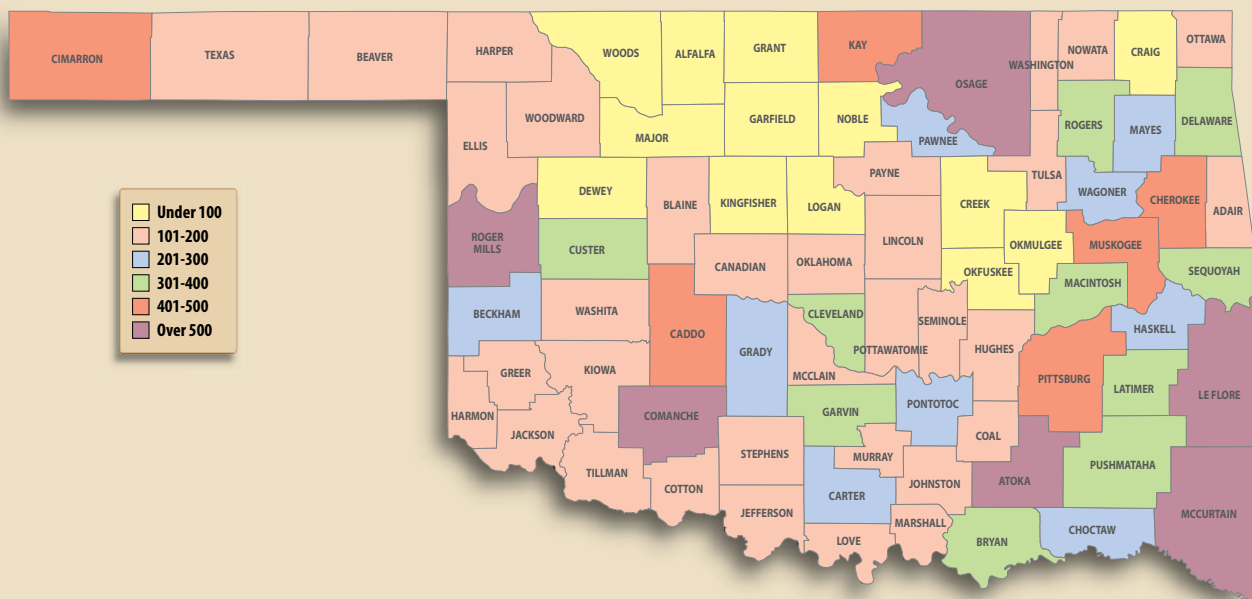 CIMARRON
TEXAS
BEAVER
HARPER
WOODS
ALFALFA
GRANT
KAY
OSAGE
WASHINGTON
NOWATA
CRAIG
OTTAWA
ELLIS
WOODWARD
MAJOR
GARFIELD
NOBLE
PAWNEE
ROGERS
MAYES
DELAWARE
Under 100
101-200
201-300
301-400
401-500
Over 500
ROGER
MILLS
DEWEY
CUSTER
BLAINE
KINGFISHER
LOGAN
PAYNE
LINCOLN
CREEK
TULSA
WAGONER
CHEROKEE
ADAIR
OKMULGEE
MUSKOGEE
OKFUSKEE
CANADIAN
OKLAHOMA
MACINTOSH
SEQUOYAH
BECKHAM
WASHITA
CADDO
GRADY
CLEVELAND
POTTAWATOMIE
SEMINOLE
HUGHES
HASKELL
MCCLAIN
GREER
KIOWA
PITTSBURG
LATIMER
LE FLORE
HARMON
JACKSON
COMANCHE
GARVIN
PONTOTOC
COAL
TILLMAN
COTTON
STEPHENS
MURRAY
JOHNSTON
ATOKA
PUSHMATAHA
JEFFERSON
CARTER
LOVE
MARSHALL
BRYAN
CHOCTAW
MCCURTAIN